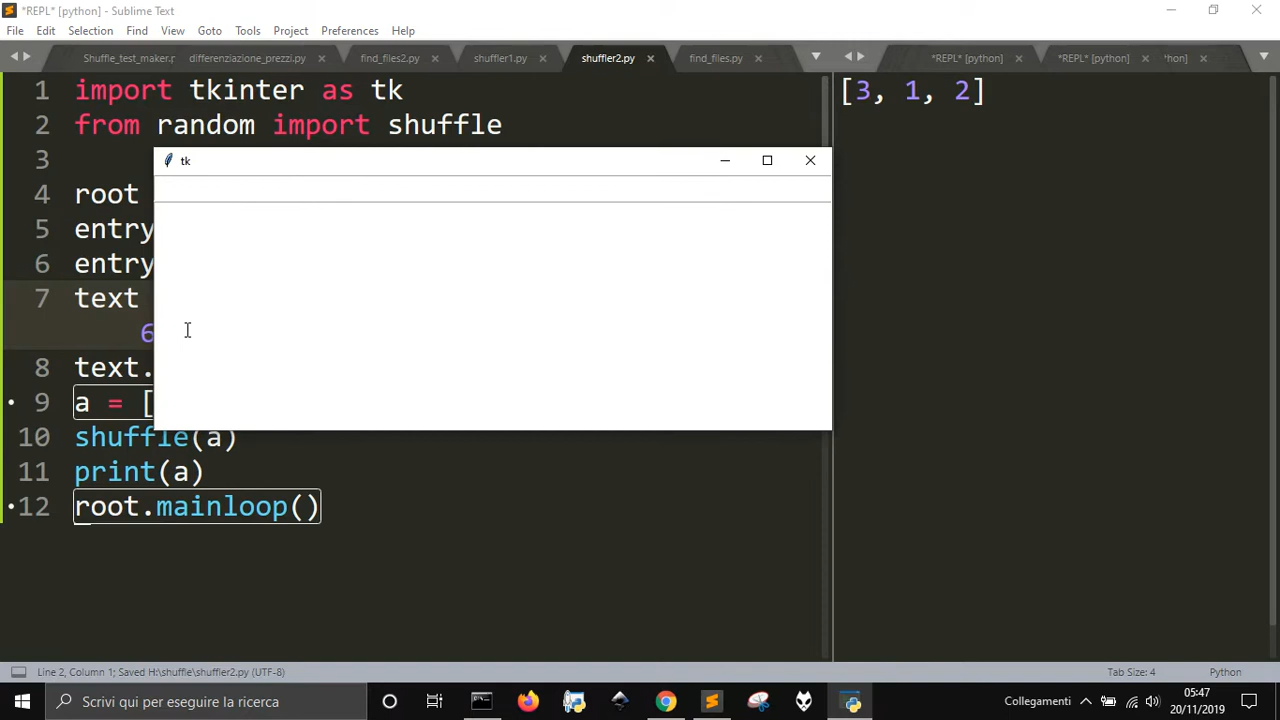 *REPL* [python] - Sublime Text
File Edit Selection Find View Goto Tools Project Preferences Help
Shuffle_test_maker.p differenziazione_prezzi.py find_files2.py shuffler1.py shuffler2.py find_files.py *REPL* [python] *REPL* [python] hon]
1 import tkinter as tk
2 from random import shuffle
3
4 root
5 entry
6 entry
7 text
6
8 text.
9 a = [
10 shuffle(a)
11 print(a)
12 root.mainloop()
tk
[3, 1, 2]
Line 2, Column 1; Saved H:\shuffle\shuffler2.py (UTF-8) Tab Size: 4 Python
Scrivi qui per eseguire la ricerca Collegamenti 05:47
20/11/2019